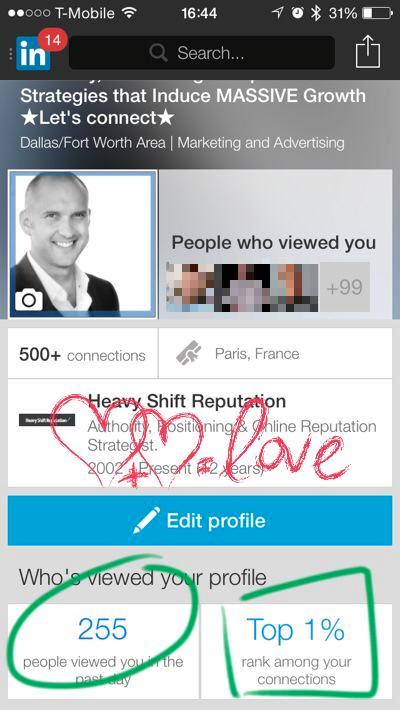 T-Mobile 16:44 31%
14
in Search...
Strategies that Induce MASSIVE Growth
★Let's connect★
Dallas/Fort Worth Area | Marketing and Advertising
People who viewed you
+99
500+ connections
Paris, France
Heavy Shift Reputation
Heavy Shift Reputation
Authority, Positioning & Online Reputation
Strategist.
2002 - Present (12 years)
+ = love
Edit profile
Who's viewed your profile
255
people viewed you in the
past day
Top 1%
rank among your
connections